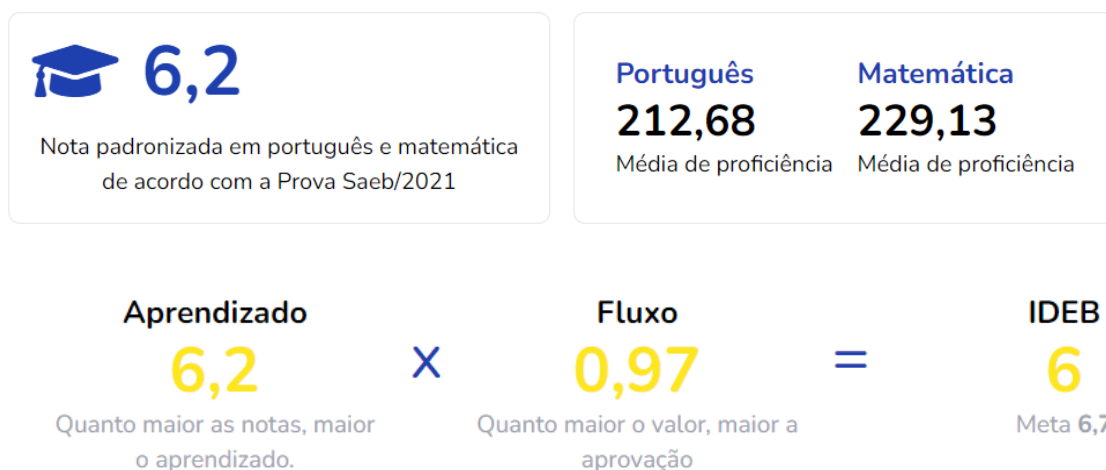 6,2
Nota padronizada em português e matemática
de acordo com a Prova Saeb/2021
Português
212,68
Média de proficiência
Matemática
229,13
Média de proficiência
Aprendizado
6,2
Quanto maior as notas, maior
o aprendizado.
X
Fluxo
0,97
Quanto maior o valor, maior a
aprovação
=
IDEB
6
Meta 6,7